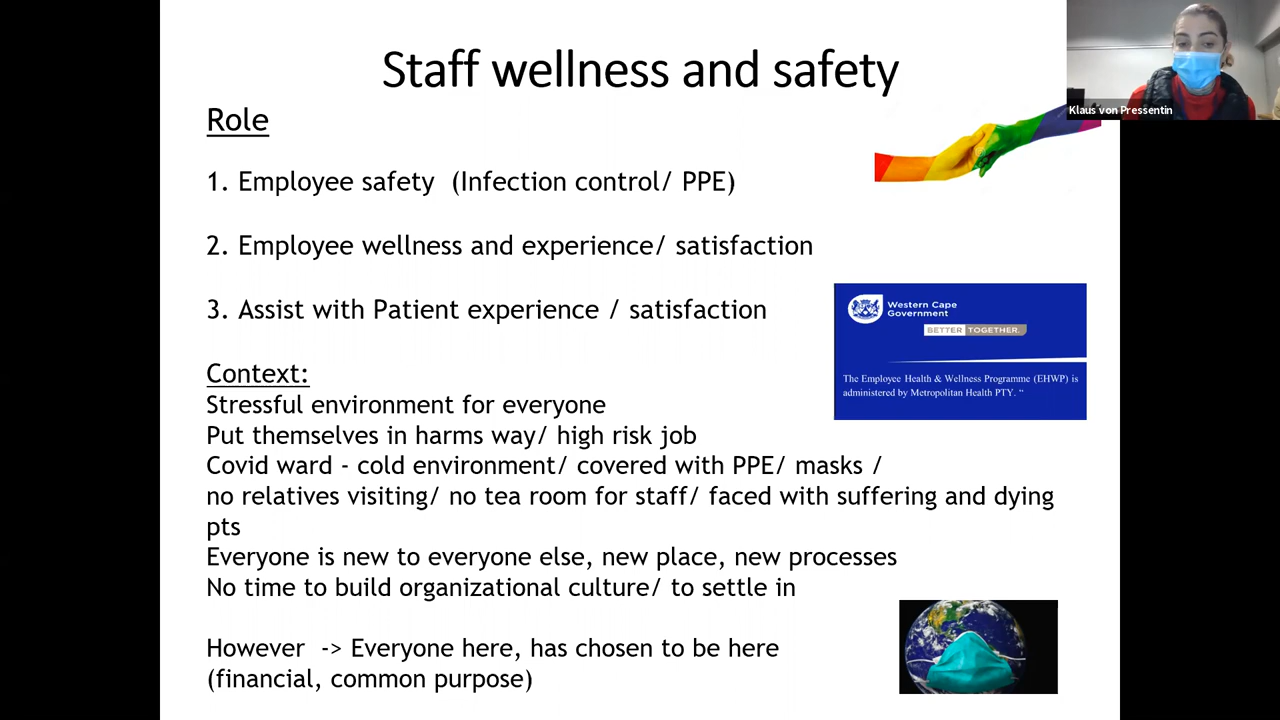 Staff wellness and safety
Klaus von Pressentin
Role
1. Employee safety  (Infection control/ PPE)
2. Employee wellness and experience/ satisfaction
3. Assist with Patient experience / satisfaction
Western Cape
Government
BETTER TOGETHER.
The Employee Health & Wellness Programme (EHWP) is
administered by Metropolitan Health PTY. “
Context:
Stressful environment for everyone
Put themselves in harms way/ high risk job
Covid ward - cold environment/ covered with PPE/ masks /
no relatives visiting/ no tea room for staff/ faced with suffering and dying
pts
Everyone is new to everyone else, new place, new processes
No time to build organizational culture/ to settle in
However  -> Everyone here, has chosen to be here
(financial, common purpose)